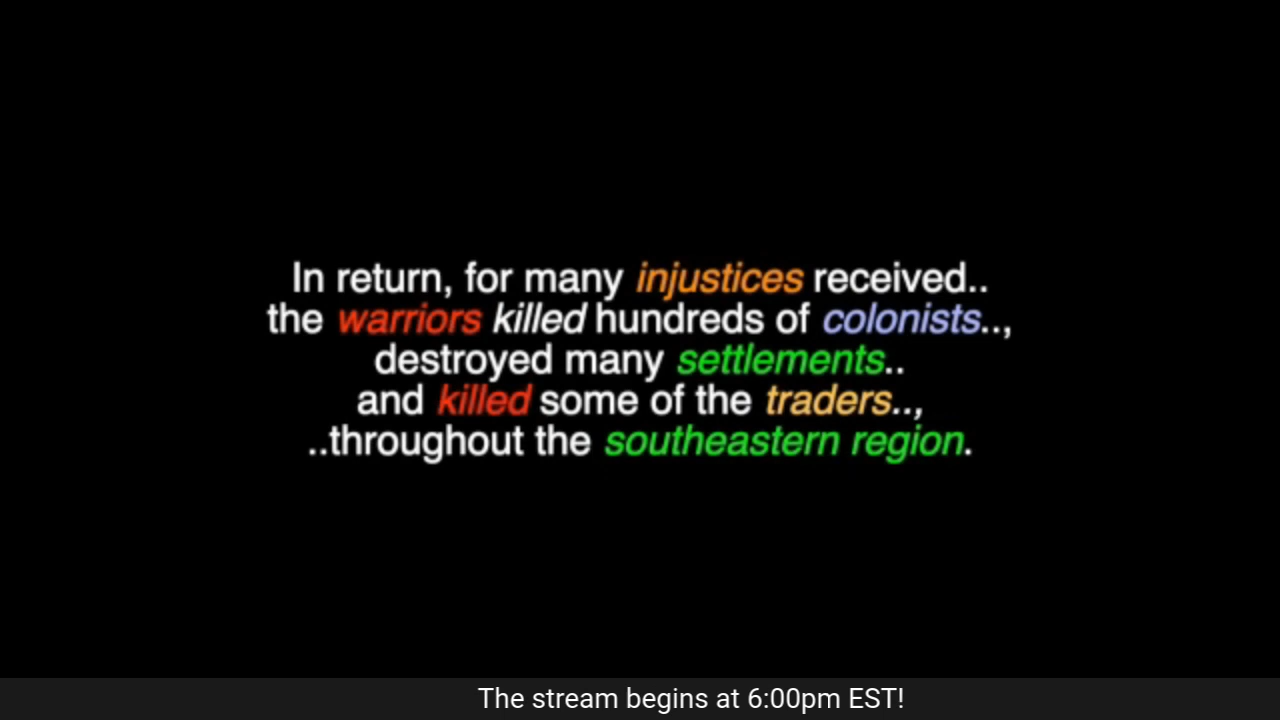 In return, for many injustices received..
the warriors killed hundreds of colonists..,
destroyed many settlements..
and killed some of the traders..,
..throughout the southeastern region.
The stream begins at 6:00pm EST!